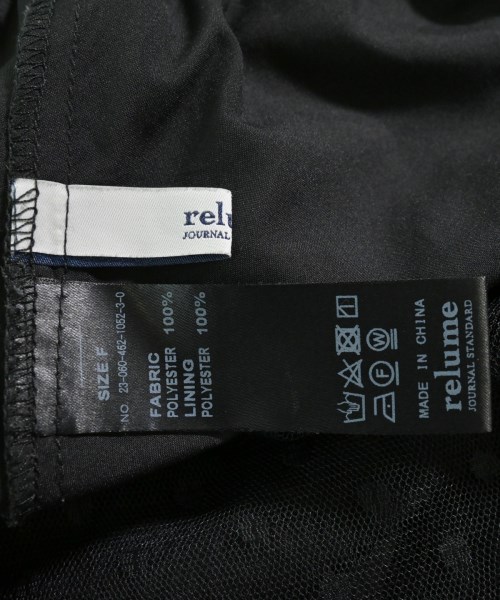 relu
JOURNAL S
SIZE F
NO. 23-060-462-1052-3-0
FABRIC
POLYESTER 100%
LINING
POLYESTER 100%
MADE IN CHINA
relume
JOURNAL STANDARD